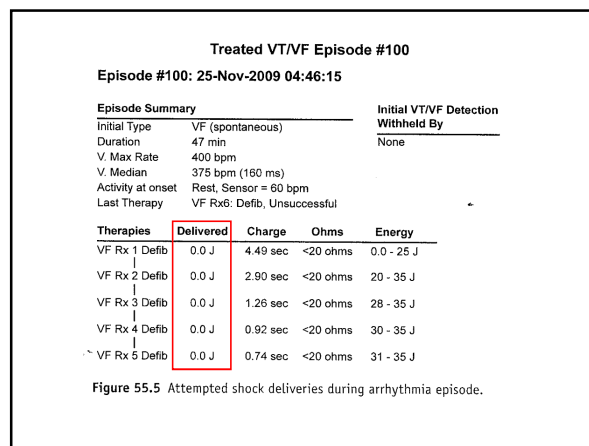 Treated VT/VF Episode #100
Episode #100: 25-Nov-2009 04:46:15
Episode Summary
Initial VT/VF Detection
Withheld By
Initial Type VF (spontaneous)
Duration 47 min None
V. Max Rate 400 bpm
V. Median 375 bpm (160 ms)
Activity at onset Rest, Sensor = 60 bpm
Last Therapy VF Rx6: Defib, Unsuccessful
Therapies Delivered Charge Ohms Energy
VF Rx 1 Defib 0.0 J 4.49 sec <20 ohms 0.0 - 25 J
VF Rx 2 Defib 0.0 J 2.90 sec <20 ohms 20 - 35 J
VF Rx 3 Defib 0.0 J 1.26 sec <20 ohms 28 - 35 J
VF Rx 4 Defib 0.0 J 0.92 sec <20 ohms 30 - 35 J
VF Rx 5 Defib 0.0 J 0.74 sec <20 ohms 31 - 35 J
Figure 55.5 Attempted shock deliveries during arrhythmia episode.